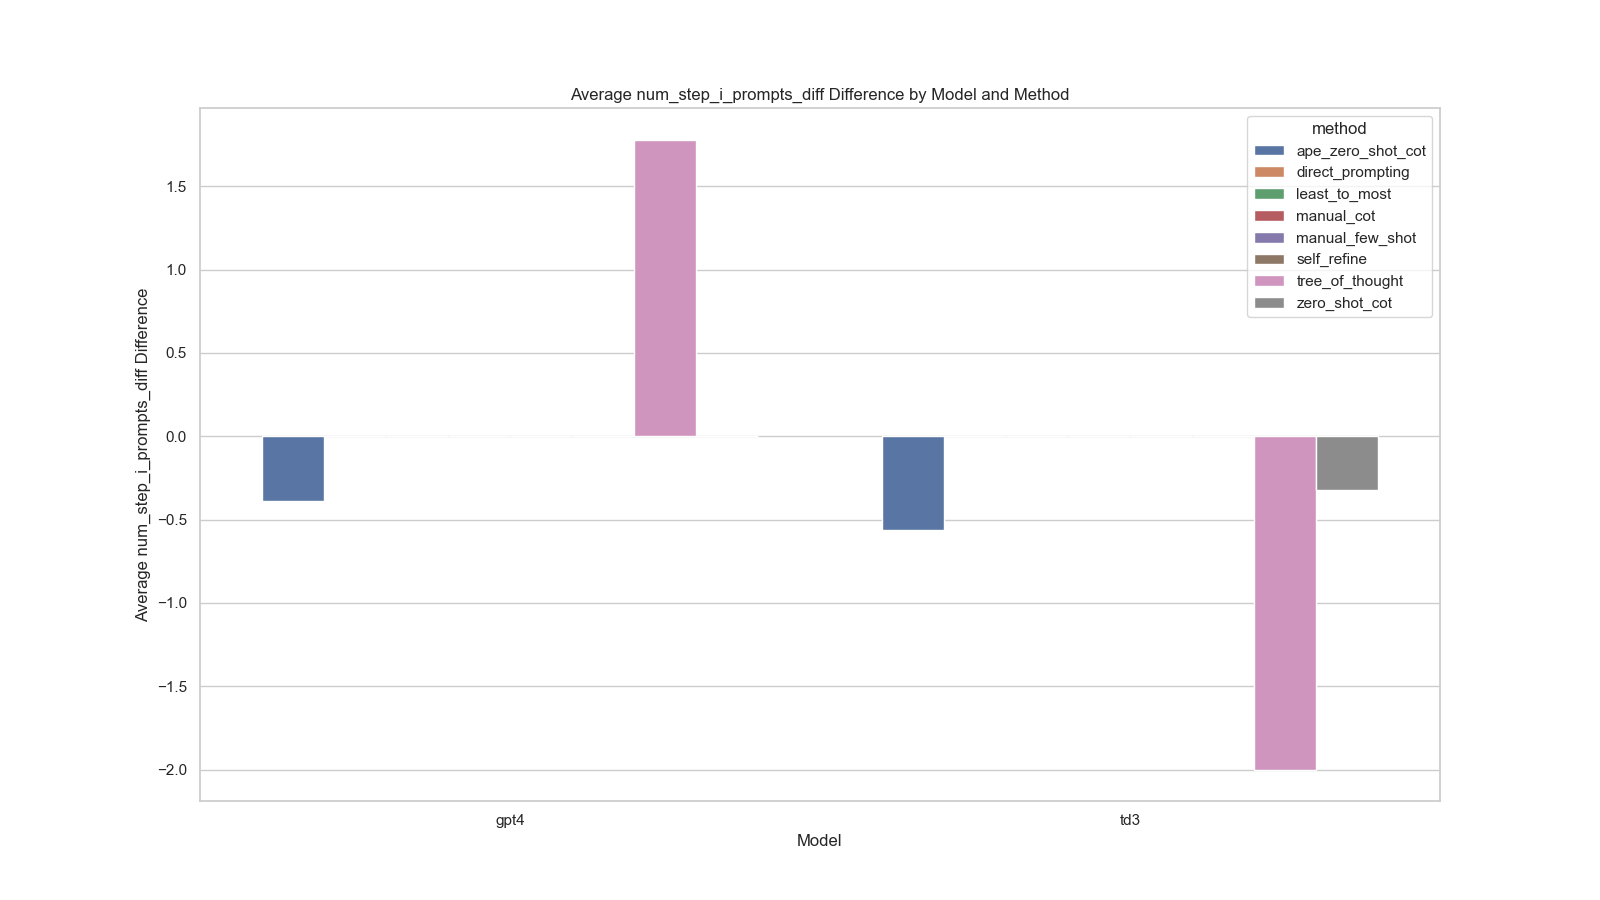 Average num_step_i_prompts_diff Difference by Model and Method
Average num_step_i_prompts_diff Difference
1.5
1.0
0.5
0.0
−0.5
−1.0
−1.5
−2.0
method
ape_zero_shot_cot
direct_prompting
least_to_most
manual_cot
manual_few_shot
self_refine
tree_of_thought
zero_shot_cot
gpt4
td3
Model